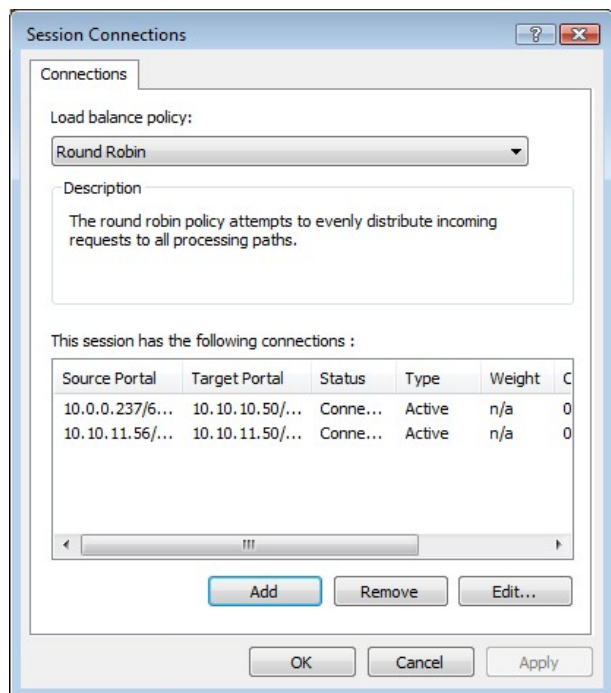 Session Connections
Connections
Load balance policy:
Round Robin
Description
The round robin policy attempts to evenly distribute incoming
requests to all processing paths.
This session has the following connections :
Source Portal Target Portal Status Type Weight C
10.0.0.237/6... 10.10.10.50/... Conne... Active n/a 0
10.10.11.56/... 10.10.11.50/... Conne... Active n/a 0
Add Remove Edit...
OK Cancel Apply